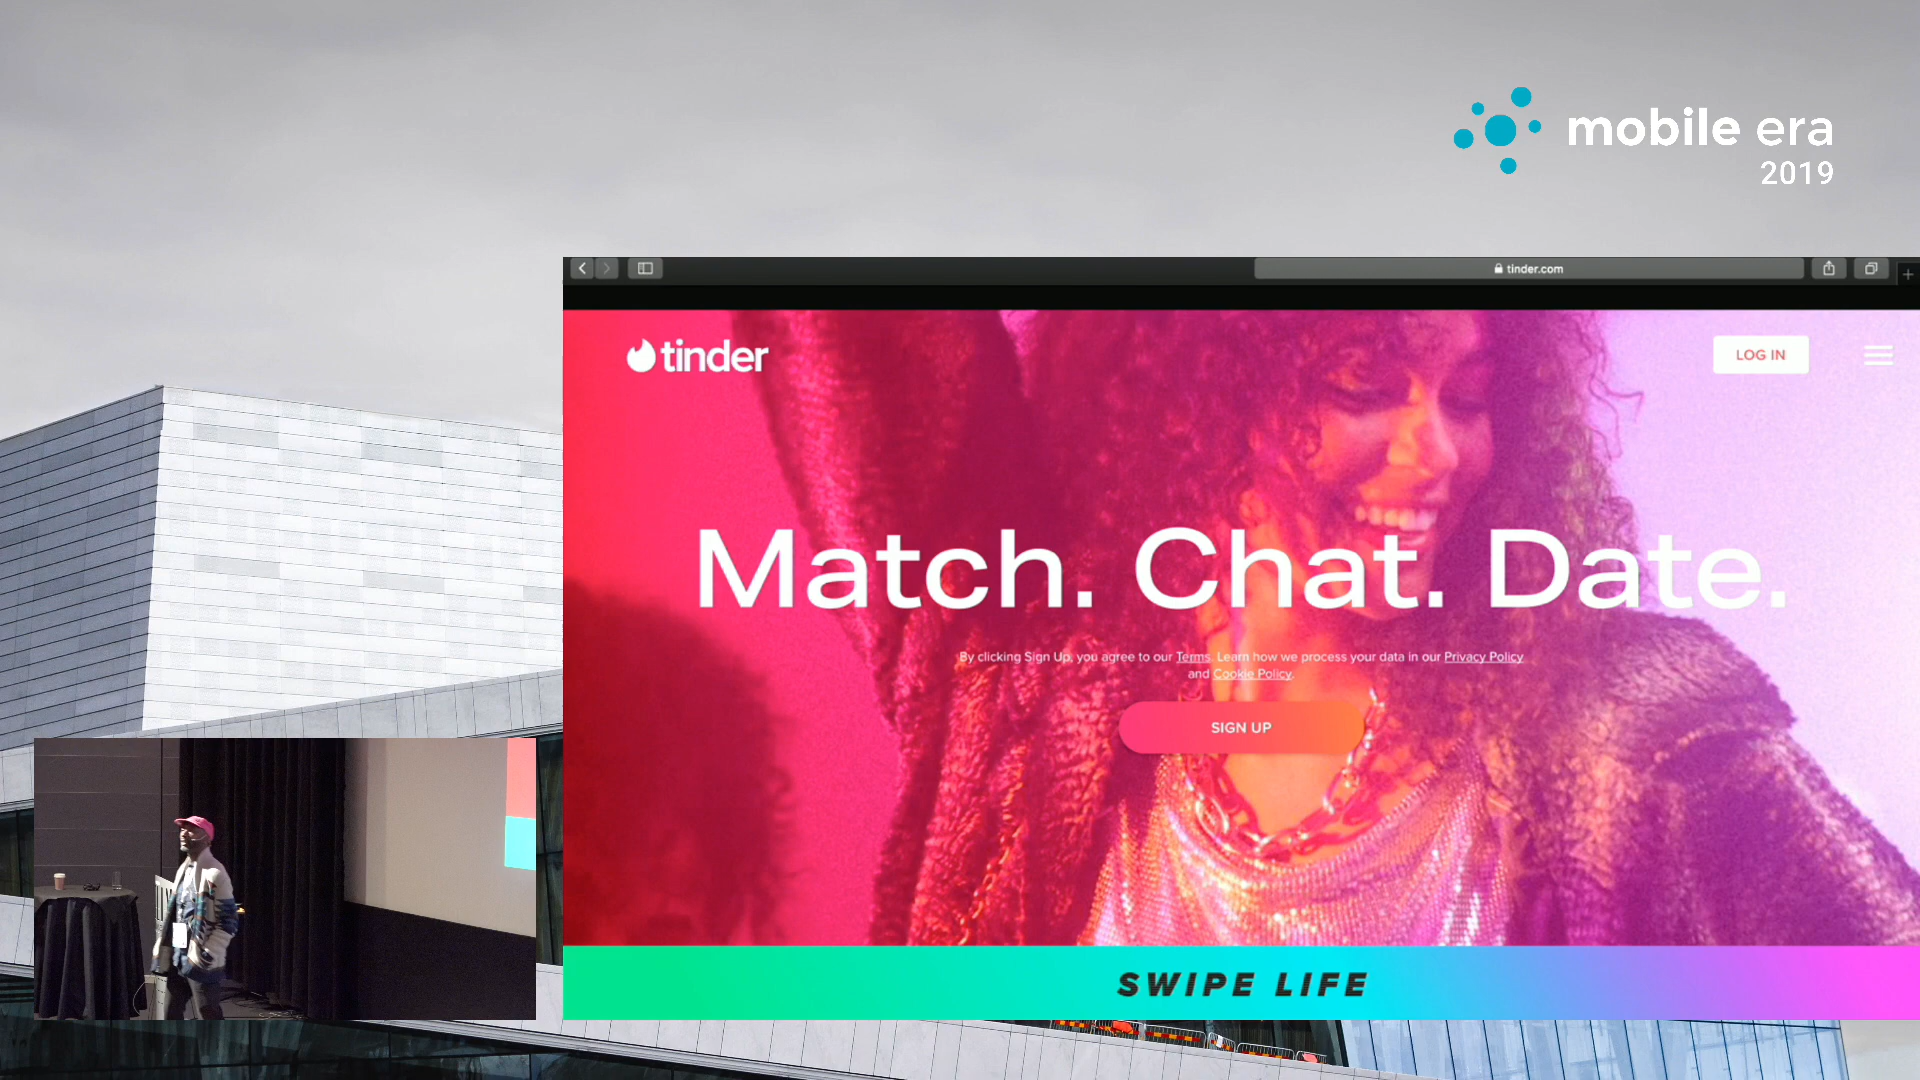 mobile era
2019
tinder.com
tinder
LOG IN
Match. Chat. Date.
By clicking Sign Up, you agree to our Terms. Learn how we process your data in our Privacy Policy
and Cookie Policy.
SIGN UP
SWIPE LIFE